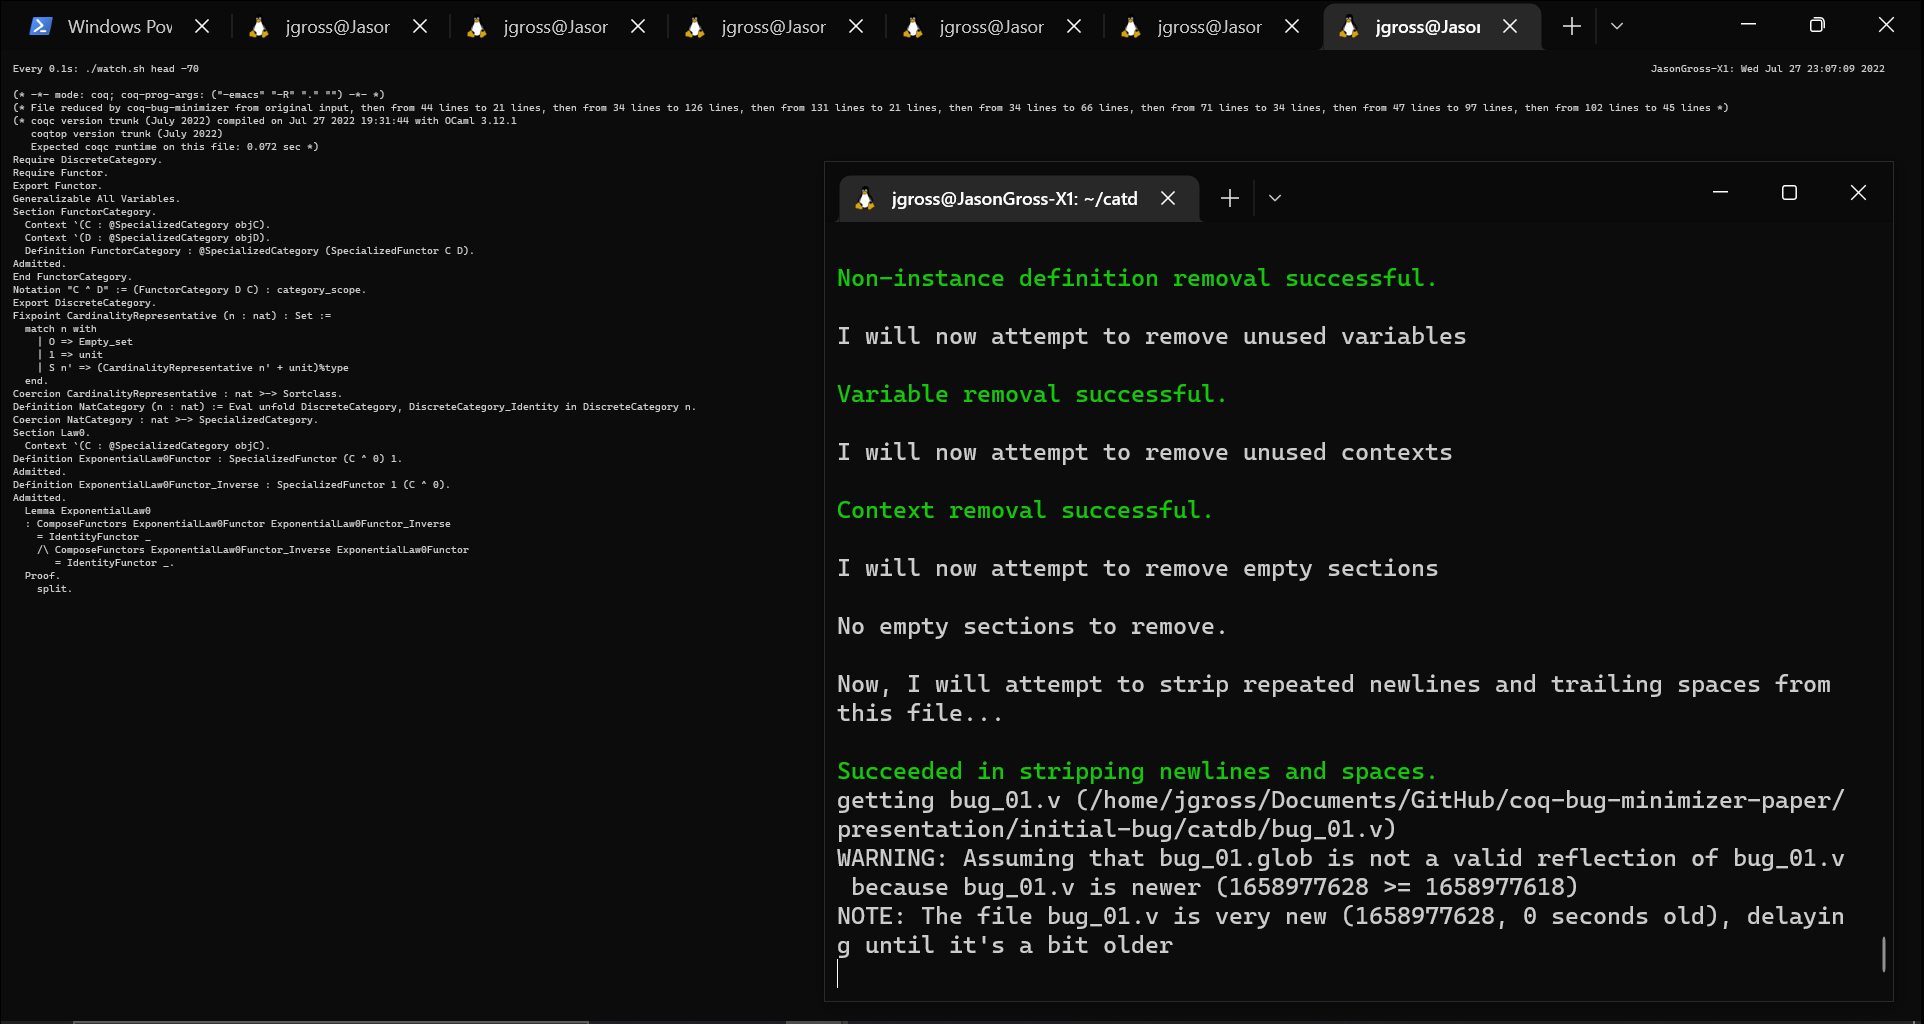 Windows Pov
jgross@Jasor
jgross@Jasor
jgross@Jasor
jgross@Jasor
jgross@Jasor
jgross@Jasor
Every 0.1s: ./watch.sh head -70
JasonGross-X1: Wed Jul 27 23:07:09 2022
(* -*- mode: coq; coq-prog-args: ("-emacs" "-R" "." "") -*- *)
(* File reduced by coq-bug-minimizer from original input, then from 44 lines to 21 lines, then from 34 lines to 126 lines, then from 131 lines to 21 lines, then from 34 lines to 66 lines, then from 71 lines to 34 lines, then from 47 lines to 97 lines, then from 102 lines to 45 lines *)
(* coqc version trunk (July 2022) compiled on Jul 27 2022 19:31:44 with OCaml 3.12.1
   coqtop version trunk (July 2022)
   Expected coqc runtime on this file: 0.072 sec *)
Require DiscreteCategory.
Require Functor.
Export Functor.
Generalizable All Variables.
Section FunctorCategory.
  Context `(C : @SpecializedCategory objC).
  Context `(D : @SpecializedCategory objD).
  Definition FunctorCategory : @SpecializedCategory (SpecializedFunctor C D).
Admitted.
End FunctorCategory.
Notation "C ^ D" := (FunctorCategory D C) : category_scope.
Export DiscreteCategory.
Fixpoint CardinalityRepresentative (n : nat) : Set :=
  match n with
    | O => Empty_set
    | 1 => unit
    | S n' => (CardinalityRepresentative n' + unit)%type
  end.
Coercion CardinalityRepresentative : nat >-> Sortclass.
Definition NatCategory (n : nat) := Eval unfold DiscreteCategory, DiscreteCategory_Identity in DiscreteCategory n.
Coercion NatCategory : nat >-> SpecializedCategory.
Section Law0.
  Context `(C : @SpecializedCategory objC).
Definition ExponentialLaw0Functor : SpecializedFunctor (C ^ 0) 1.
Admitted.
Definition ExponentialLaw0Functor_Inverse : SpecializedFunctor 1 (C ^ 0).
Admitted.
  Lemma ExponentialLaw0
  : ComposeFunctors ExponentialLaw0Functor ExponentialLaw0Functor_Inverse
    = IdentityFunctor _
    /\ ComposeFunctors ExponentialLaw0Functor_Inverse ExponentialLaw0Functor
       = IdentityFunctor _.
  Proof.
    split.
jgross@JasonGross-X1: ~/catd
Non-instance definition removal successful.
I will now attempt to remove unused variables
Variable removal successful.
I will now attempt to remove unused contexts
Context removal successful.
I will now attempt to remove empty sections
No empty sections to remove.
Now, I will attempt to strip repeated newlines and trailing spaces from
this file...
Succeeded in stripping newlines and spaces.
getting bug_01.v (/home/jgross/Documents/GitHub/coq-bug-minimizer-paper/
presentation/initial-bug/catdb/bug_01.v)
WARNING: Assuming that bug_01.glob is not a valid reflection of bug_01.v
 because bug_01.v is newer (1658977628 >= 1658977618)
NOTE: The file bug_01.v is very new (1658977628, 0 seconds old), delayin
g until it's a bit older